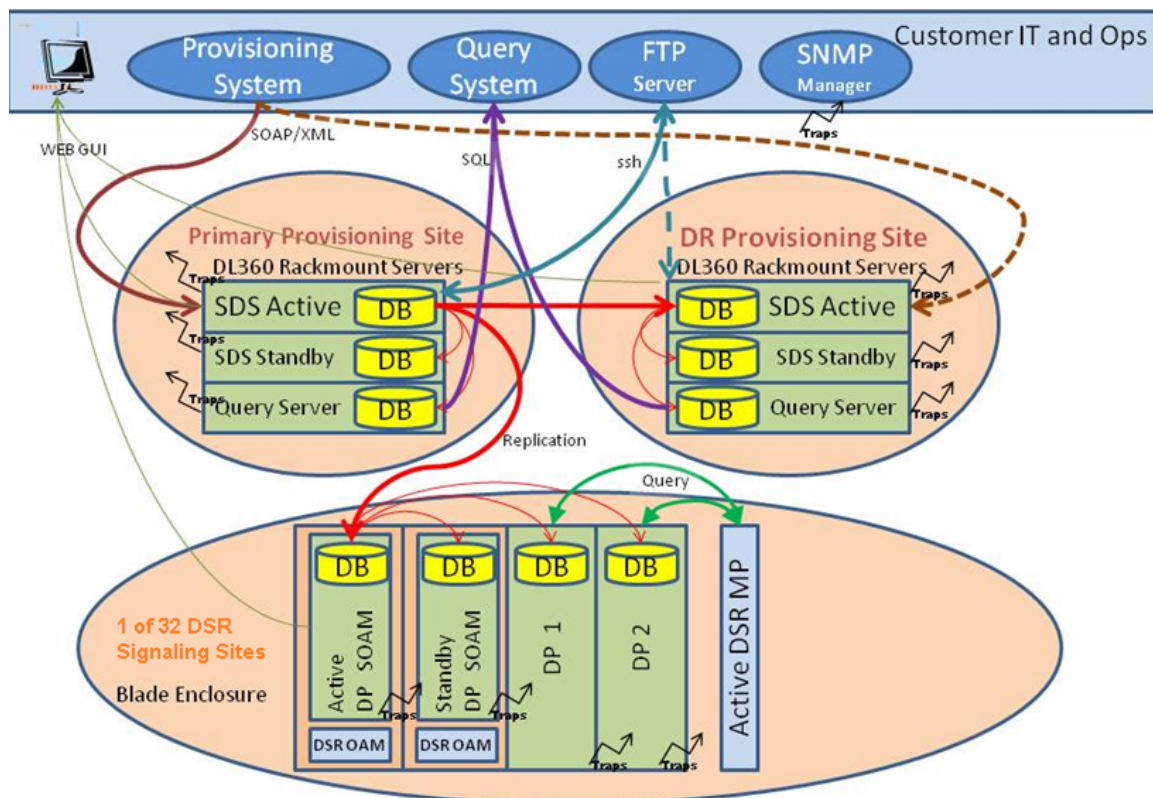 Customer IT and Ops
Provisioning
System
Query
System
FTP
Server
SNMP
Manager
Traps
WEB GUI
SOAP/XML
SQL
ssh
Primary Provisioning Site
DL360 Rackmount Servers
Traps
SDS Active
DB
Traps
SDS Standby
DB
Traps
Query Server
DB
DR Provisioning Site
DL360 Rackmount Servers
Traps
DB
SDS Active
DB
SDS Standby
Traps
DB
Query Server
Traps
Replication
Query
1 of 32 DSR
Signaling Sites
Blade Enclosure
DB
Active
DP SOAM
Traps
DSR OAM
DB
Standby
DP SOAM
Traps
DSR OAM
DB
DP 1
Traps
DB
DP 2
Traps
Active DSR MP